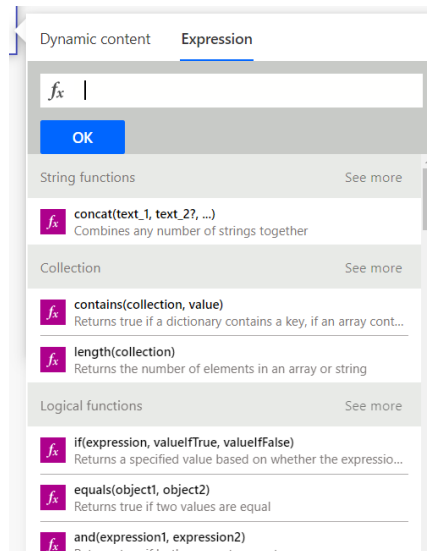 Dynamic content Expression
fx
OK
String functions See more
fx concat(text_1, text_2?, ...)
Combines any number of strings together
Collection See more
fx contains(collection, value)
Returns true if a dictionary contains a key, if an array cont...
fx length(collection)
Returns the number of elements in an array or string
Logical functions See more
fx if(expression, valueIfTrue, valueIfFalse)
Returns a specified value based on whether the expressio...
fx equals(object1, object2)
Returns true if two values are equal
fx and(expression1, expression2)